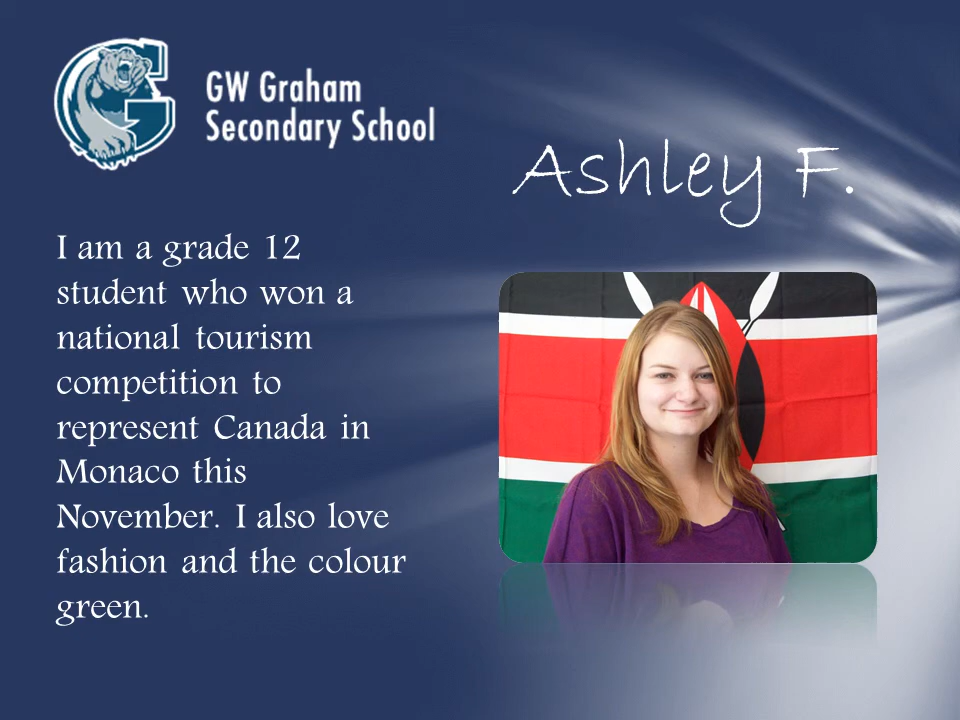 GW Graham
Secondary School
Ashley F.
I am a grade 12
student who won a
national tourism
competition to
represent Canada in
Monaco this
November. I also love
fashion and the colour
green.